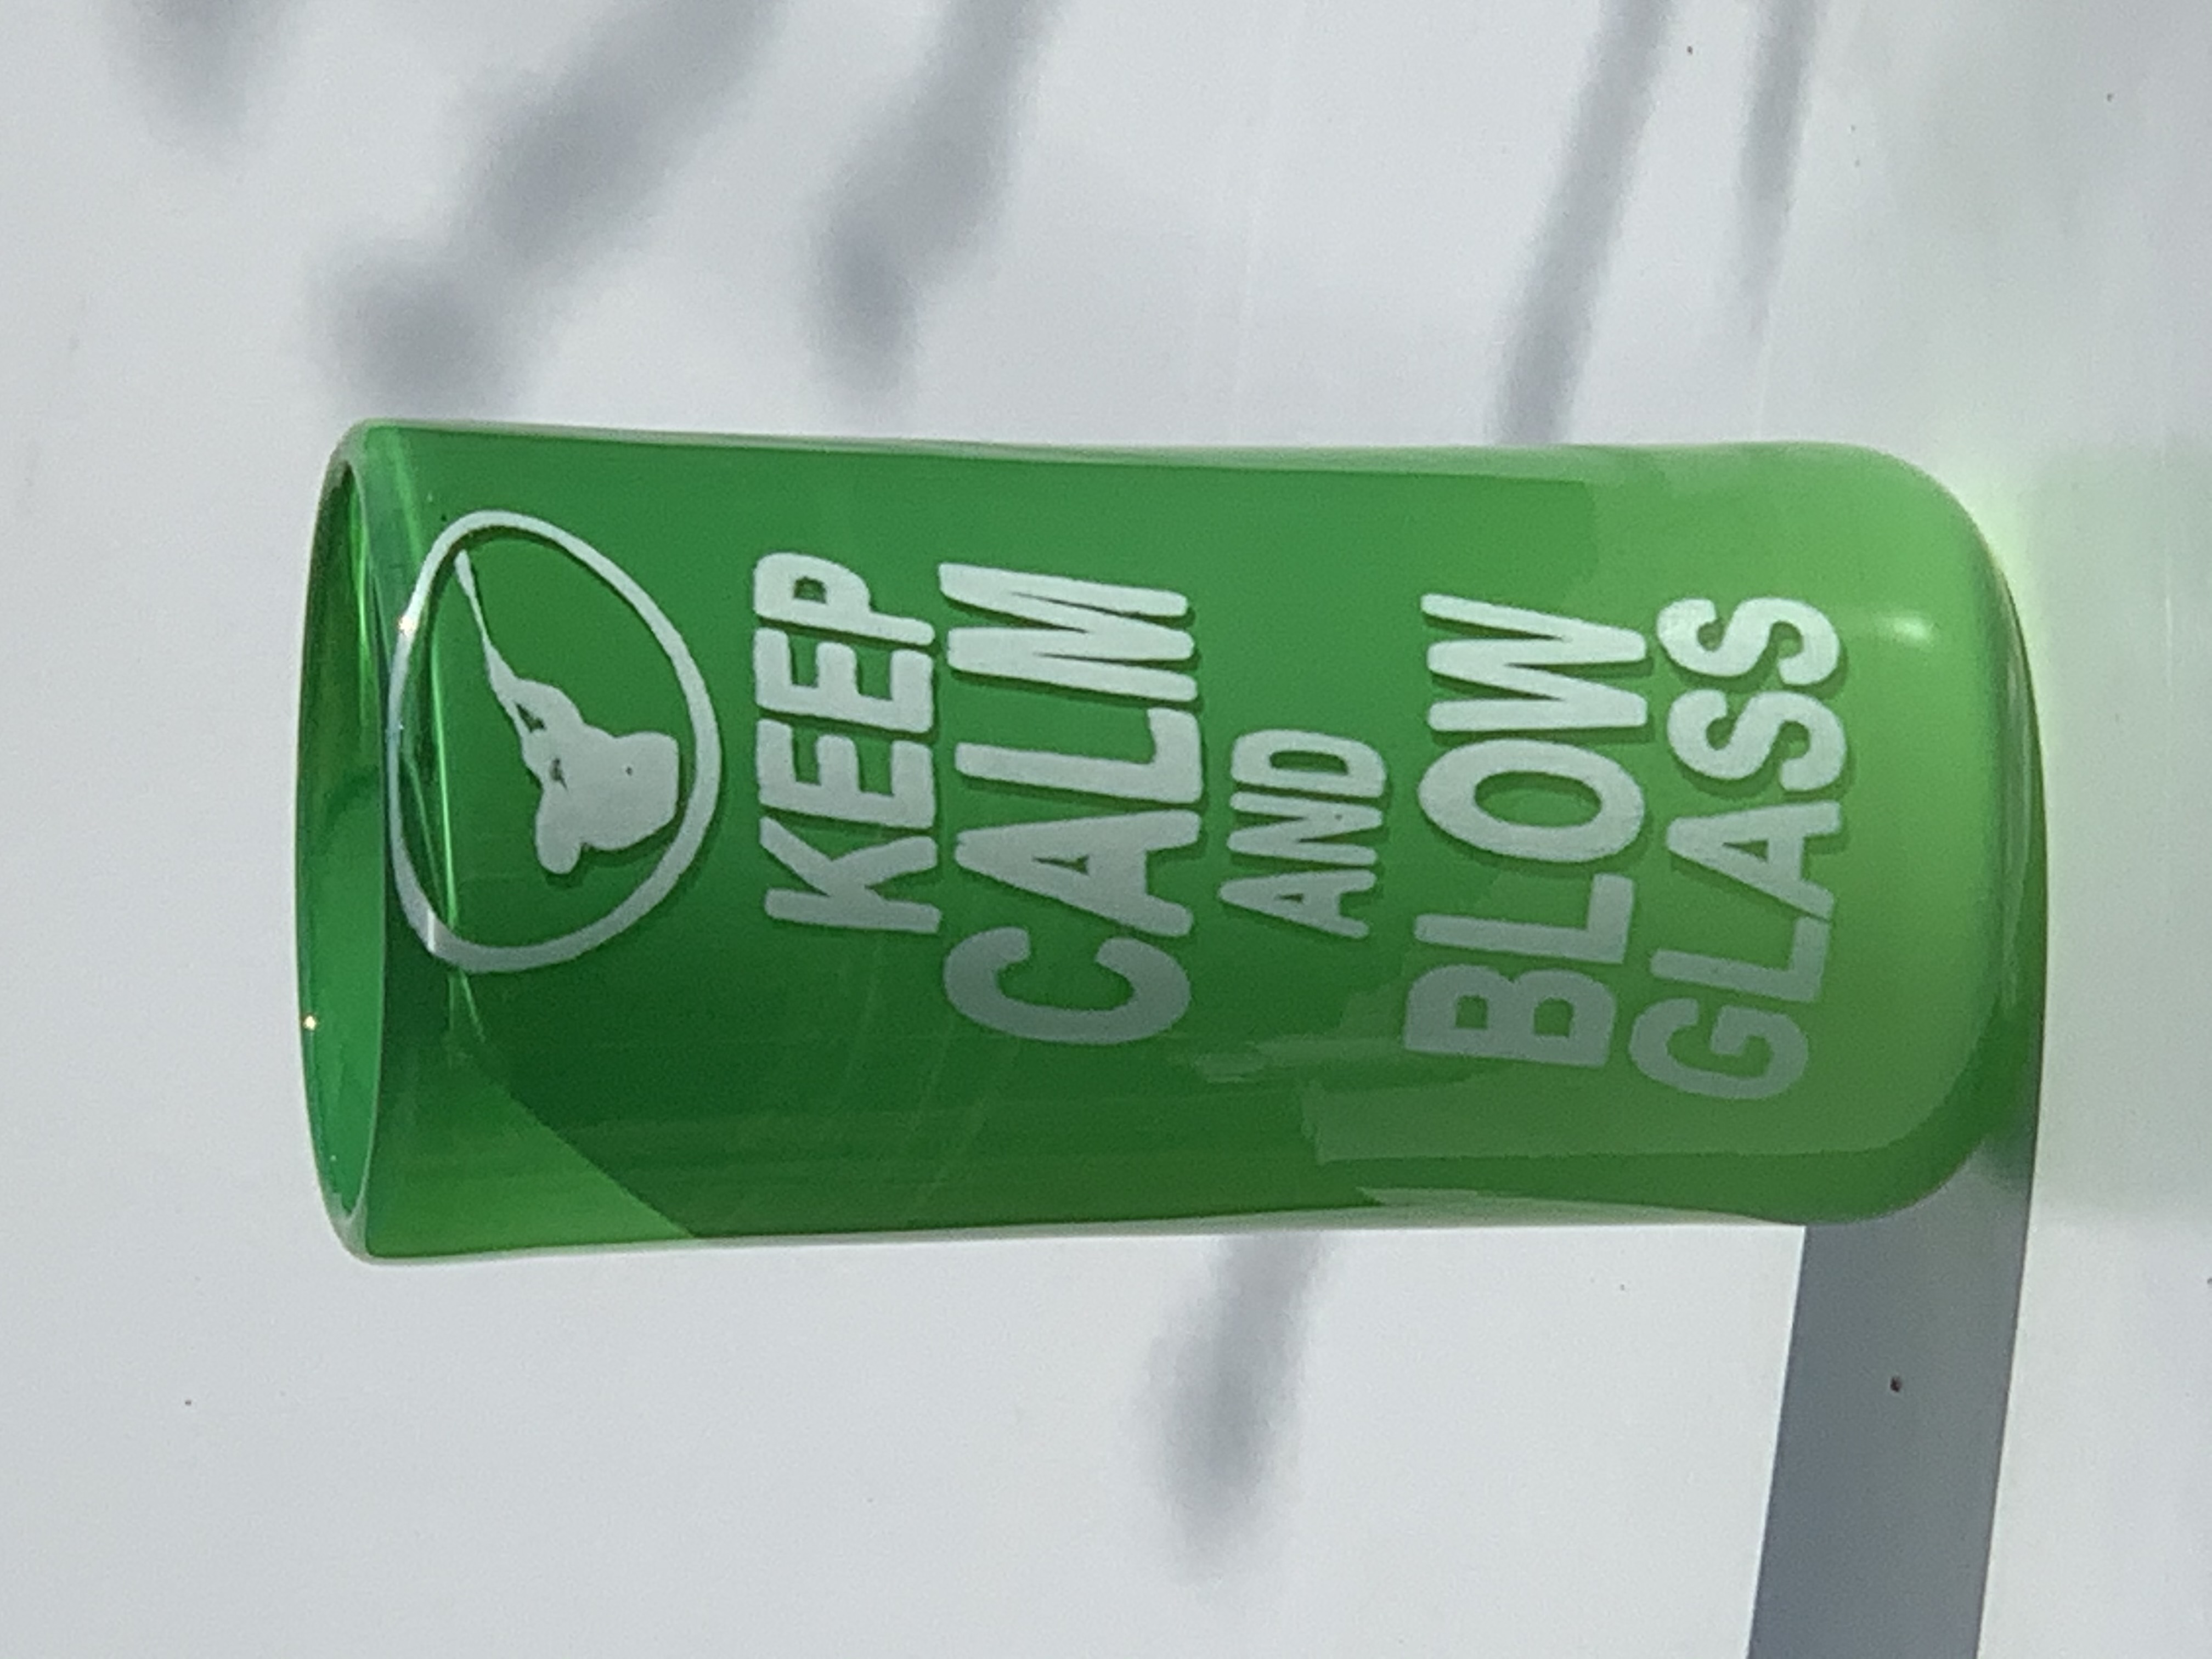 KEEP
CALM
AND
BLOW
GLASS